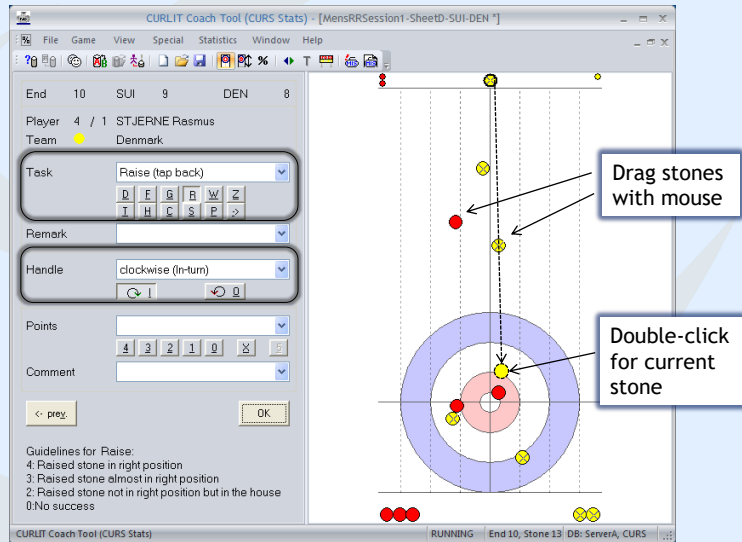 CURLIT Coach Tool (CURS Stats) - [MensRRSession1-SheetD-SUI-DEN *]
File Game View Special Statistics Window Help
End 10 SUI 9 DEN 8
Player 4 / 1 STJERNE Rasmus
Team Denmark
Task Raise (tap back)
D F G R W Z
T H C S P :>
Remark
Handle clockwise (In-turn)
I O
Points
4 3 2 1 0 X 5
Comment
<- prev. OK
Guidelines for Raise:
4: Raised stone in right position
3: Raised stone almost in right position
2: Raised stone not in right position but in the house
0:No success
Drag stones
with mouse
Double-click
for current
stone
CURLIT Coach Tool (CURS Stats) RUNNING End 10, Stone 13 DB: ServerA, CURS